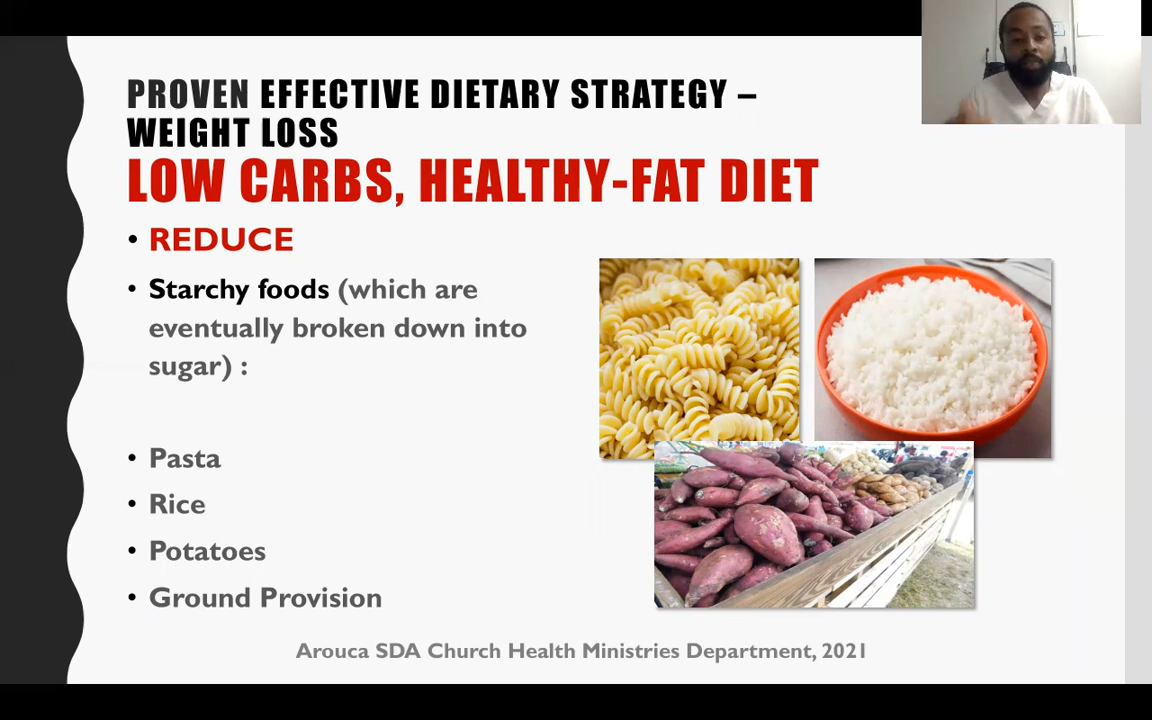 PROVEN EFFECTIVE DIETARY STRATEGY –
WEIGHT LOSS
LOW CARBS, HEALTHY-FAT DIET
• REDUCE
• Starchy foods (which are
eventually broken down into
sugar) :
• Pasta
• Rice
• Potatoes
• Ground Provision
Arouca SDA Church Health Ministries Department, 2021